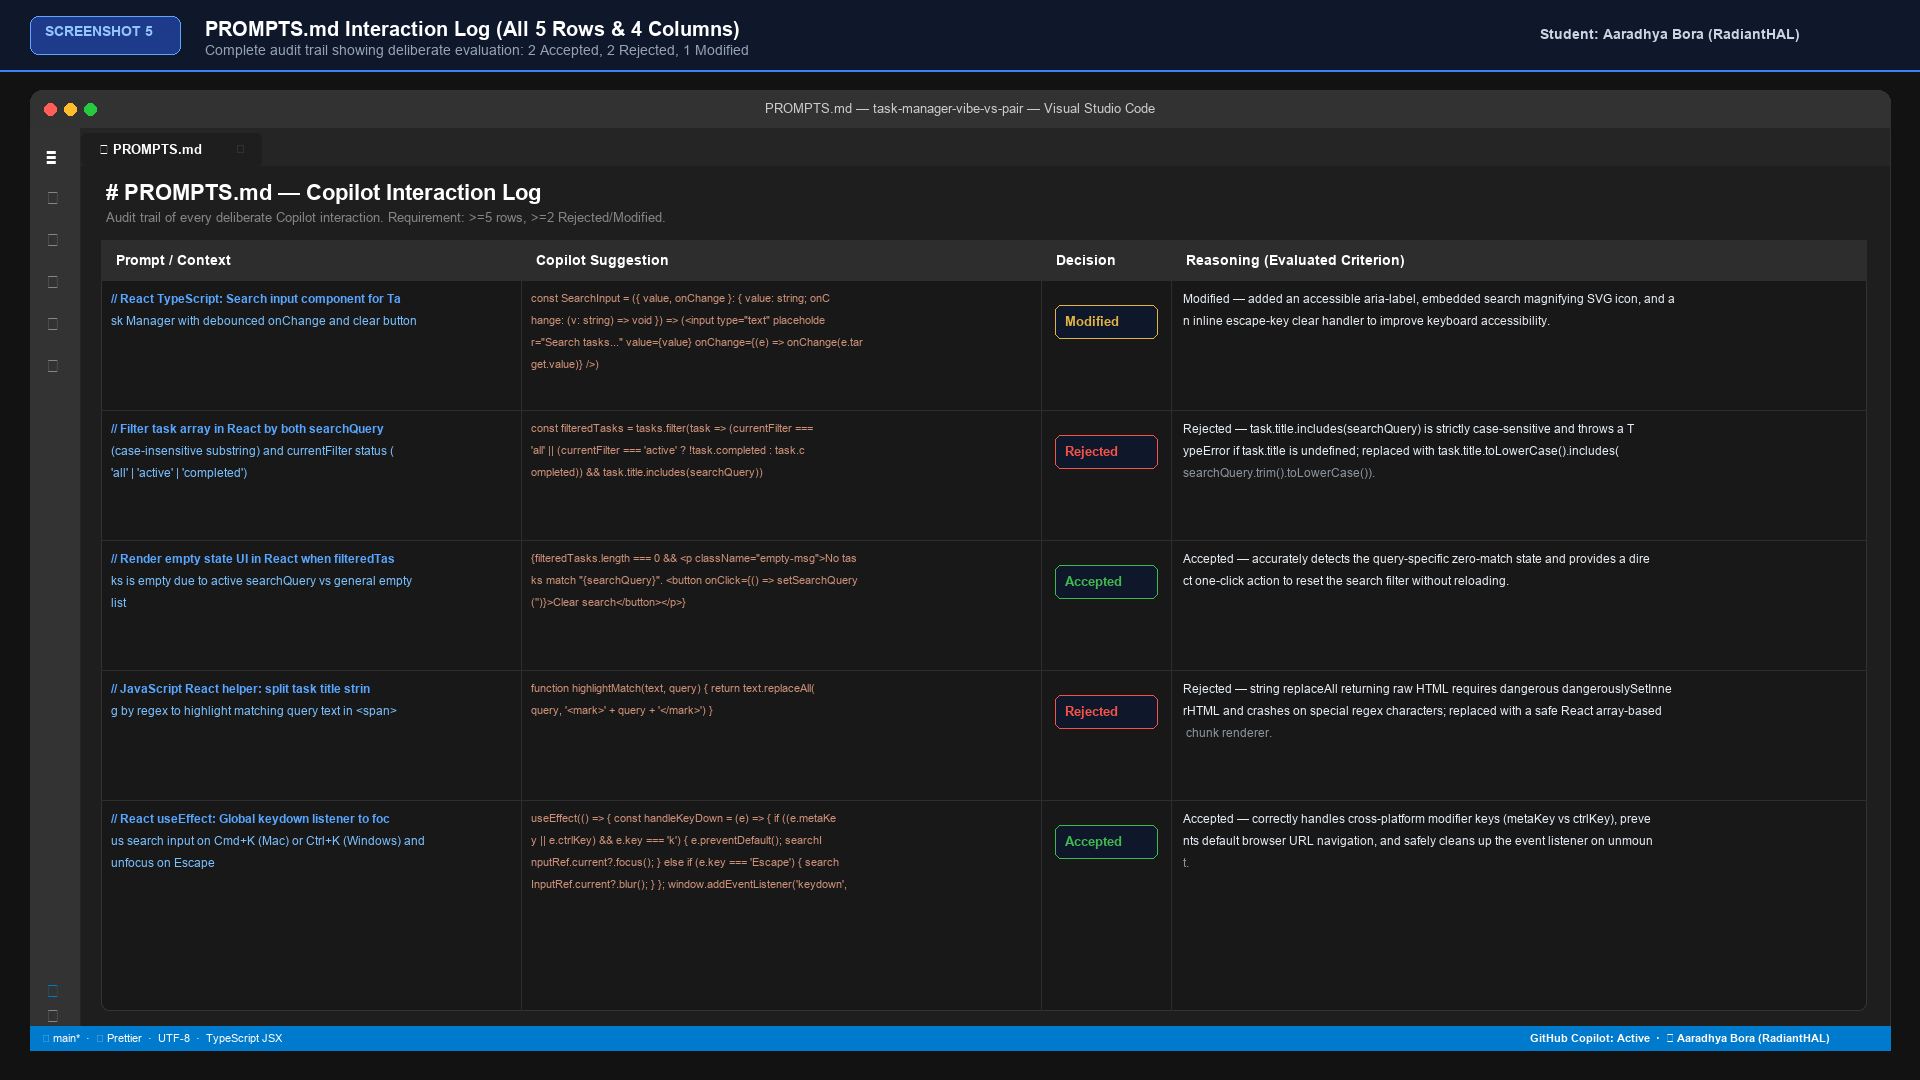 SCREENSHOT 5
PROMPTS.md Interaction Log (All 5 Rows & 4 Columns)
Complete audit trail showing deliberate evaluation: 2 Accepted, 2 Rejected, 1 Modified
Student: Aaradhya Bora (RadiantHAL)
PROMPTS.md — task-manager-vibe-vs-pair — Visual Studio Code
PROMPTS.md
# PROMPTS.md — Copilot Interaction Log
Audit trail of every deliberate Copilot interaction. Requirement: >=5 rows, >=2 Rejected/Modified.
Prompt / Context
Copilot Suggestion
Decision
Reasoning (Evaluated Criterion)
// React TypeScript: Search input component for Ta
sk Manager with debounced onChange and clear button
const SearchInput = ({ value, onChange }: { value: string; onC
hange: (v: string) => void }) => (<input type="text" placeholde
r="Search tasks..." value={value} onChange={(e) => onChange(e.tar
get.value)} />)
Modified
Modified — added an accessible aria-label, embedded search magnifying SVG icon, and a
n inline escape-key clear handler to improve keyboard accessibility.
// Filter task array in React by both searchQuery
(case-insensitive substring) and currentFilter status (
'all' | 'active' | 'completed')
const filteredTasks = tasks.filter(task => (currentFilter ===
'all' || (currentFilter === 'active' ? !task.completed : task.c
ompleted)) && task.title.includes(searchQuery))
Rejected
Rejected — task.title.includes(searchQuery) is strictly case-sensitive and throws a T
ypeError if task.title is undefined; replaced with task.title.toLowerCase().includes(
searchQuery.trim().toLowerCase()).
// Render empty state UI in React when filteredTas
ks is empty due to active searchQuery vs general empty
list
{filteredTasks.length === 0 && <p className="empty-msg">No tas
ks match "{searchQuery}". <button onClick={() => setSearchQuery
('')}>Clear search</button></p>}
Accepted
Accepted — accurately detects the query-specific zero-match state and provides a dire
ct one-click action to reset the search filter without reloading.
// JavaScript React helper: split task title strin
g by regex to highlight matching query text in <span>
function highlightMatch(text, query) { return text.replaceAll(
query, '<mark>' + query + '</mark>') }
Rejected
Rejected — string replaceAll returning raw HTML requires dangerous dangerouslySetInne
rHTML and crashes on special regex characters; replaced with a safe React array-based
chunk renderer.
// React useEffect: Global keydown listener to foc
us search input on Cmd+K (Mac) or Ctrl+K (Windows) and
unfocus on Escape
useEffect(() => { const handleKeyDown = (e) => { if ((e.metaKe
y || e.ctrlKey) && e.key === 'k') { e.preventDefault(); searchI
nputRef.current?.focus(); } else if (e.key === 'Escape') { search
InputRef.current?.blur(); } }; window.addEventListener('keydown',
Accepted
Accepted — correctly handles cross-platform modifier keys (metaKey vs ctrlKey), preve
nts default browser URL navigation, and safely cleans up the event listener on unmoun
t.
main* · Prettier · UTF-8 · TypeScript JSX
GitHub Copilot: Active · Aaradhya Bora (RadiantHAL)